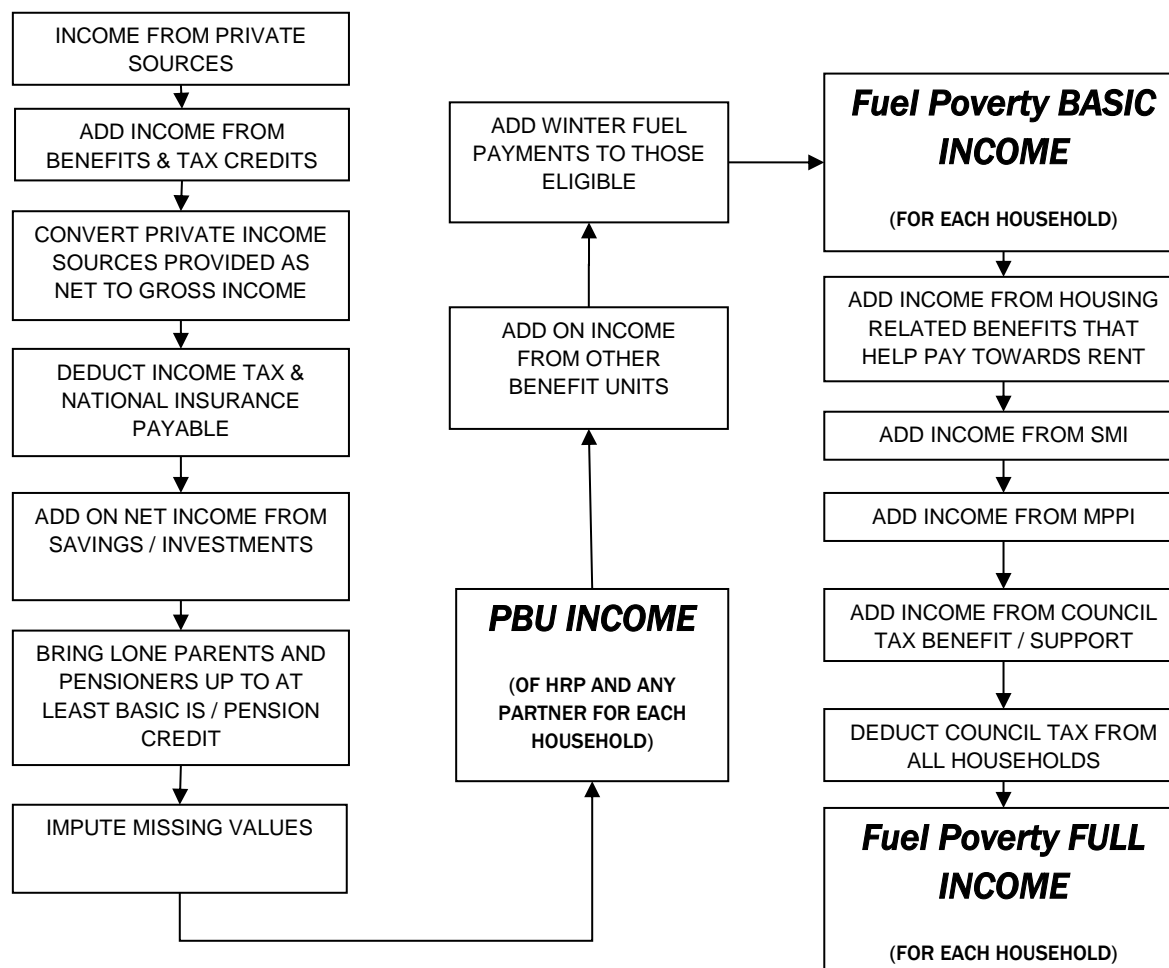 INCOME FROM PRIVATE
SOURCES
ADD INCOME FROM
BENEFITS & TAX CREDITS
CONVERT PRIVATE INCOME
SOURCES PROVIDED AS
NET TO GROSS INCOME
DEDUCT INCOME TAX &
NATIONAL INSURANCE
PAYABLE
ADD ON NET INCOME FROM
SAVINGS / INVESTMENTS
BRING LONE PARENTS AND
PENSIONERS UP TO AT
LEAST BASIC IS / PENSION
CREDIT
IMPUTE MISSING VALUES
PBU INCOME
(OF HRP AND ANY
PARTNER FOR EACH
HOUSEHOLD)
ADD ON INCOME
FROM OTHER
BENEFIT UNITS
ADD WINTER FUEL
PAYMENTS TO THOSE
ELIGIBLE
Fuel Poverty BASIC
INCOME
(FOR EACH HOUSEHOLD)
ADD INCOME FROM HOUSING
RELATED BENEFITS THAT
HELP PAY TOWARDS RENT
ADD INCOME FROM SMI
ADD INCOME FROM MPPI
ADD INCOME FROM COUNCIL
TAX BENEFIT / SUPPORT
DEDUCT COUNCIL TAX FROM
ALL HOUSEHOLDS
Fuel Poverty FULL
INCOME
(FOR EACH HOUSEHOLD)